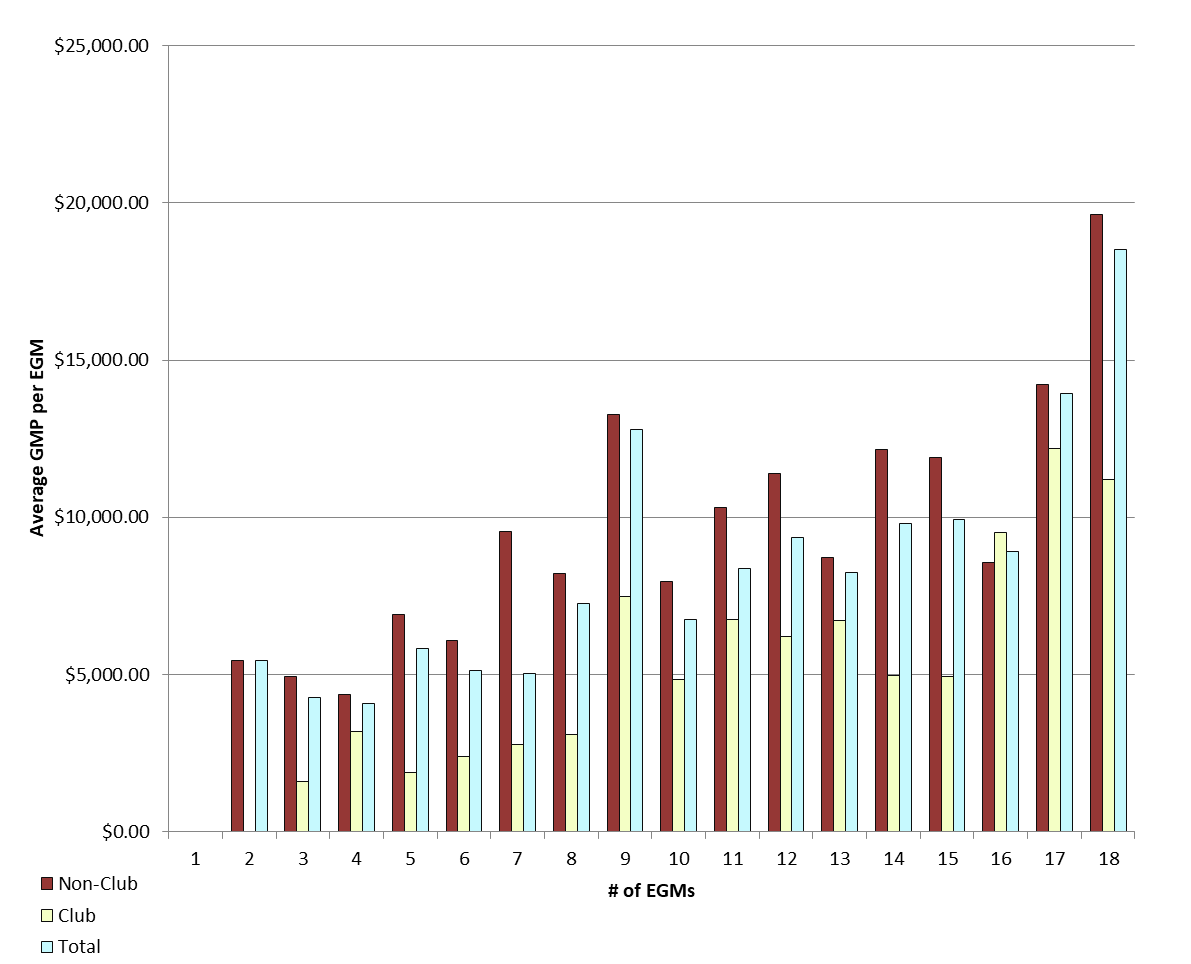 $25,000.00
$20,000.00
$15,000.00
$10,000.00
$5,000.00
$0.00
Average GMP per EGM
1 2 3 4 5 6 7 8 9 10 11 12 13 14 15 16 17 18
# of EGMs
Non-Club
Club
Total